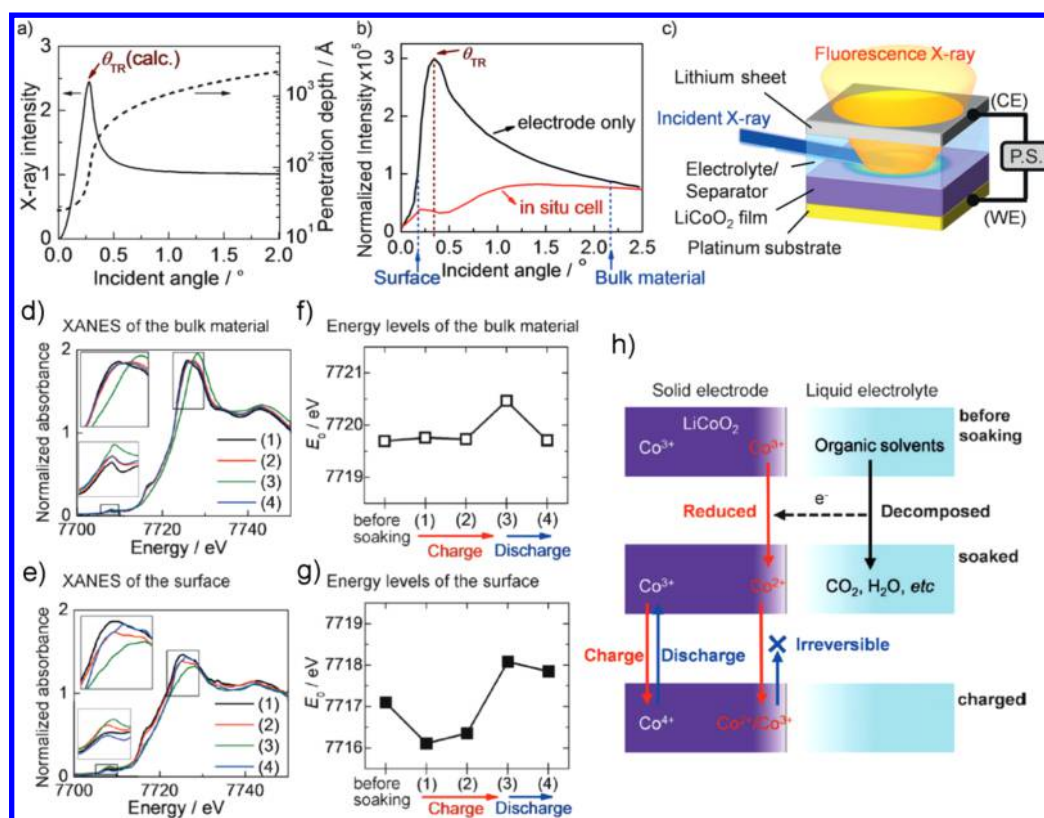 a)
θTR(calc.)
X-ray intensity
3
2
1
0
0.0 0.5 1.0 1.5 2.0
Incident angle / °
10³
10²
10¹
Penetration depth / Å
b)
θTR
Normalized Intensity x10⁵
3
2
1
0
electrode only
in situ cell
0.0 0.5 1.0 1.5 2.0 2.5
Incident angle / °
Surface
Bulk material
c)
Fluorescence X-ray
Lithium sheet
(CE)
Incident X-ray
P.S.
Electrolyte/
Separator
LiCoO₂ film
(WE)
Platinum substrate
d)
XANES of the bulk material
Normalized absorbance
2
1
0
(1)
(2)
(3)
(4)
7700 7720 7740
Energy / eV
e)
XANES of the surface
Normalized absorbance
2
1
0
(1)
(2)
(3)
(4)
7700 7720 7740
Energy / eV
f)
Energy levels of the bulk material
E₀ / eV
7721
7720
7719
before
soaking
(1) (2) (3) (4)
Charge
Discharge
g)
Energy levels of the surface
E₀ / eV
7718
7717
7716
before
soaking
(1) (2) (3) (4)
Charge
Discharge
h)
Solid electrode
Liquid electrolyte
LiCoO₂
Co³⁺
Co³⁺
Organic solvents
before
soaking
Reduced
e⁻
Decomposed
Co³⁺
Co²⁺
CO₂, H₂O, etc
soaked
Charge
Discharge
Irreversible
Co⁴⁺
Co²⁺/Co³⁺
charged